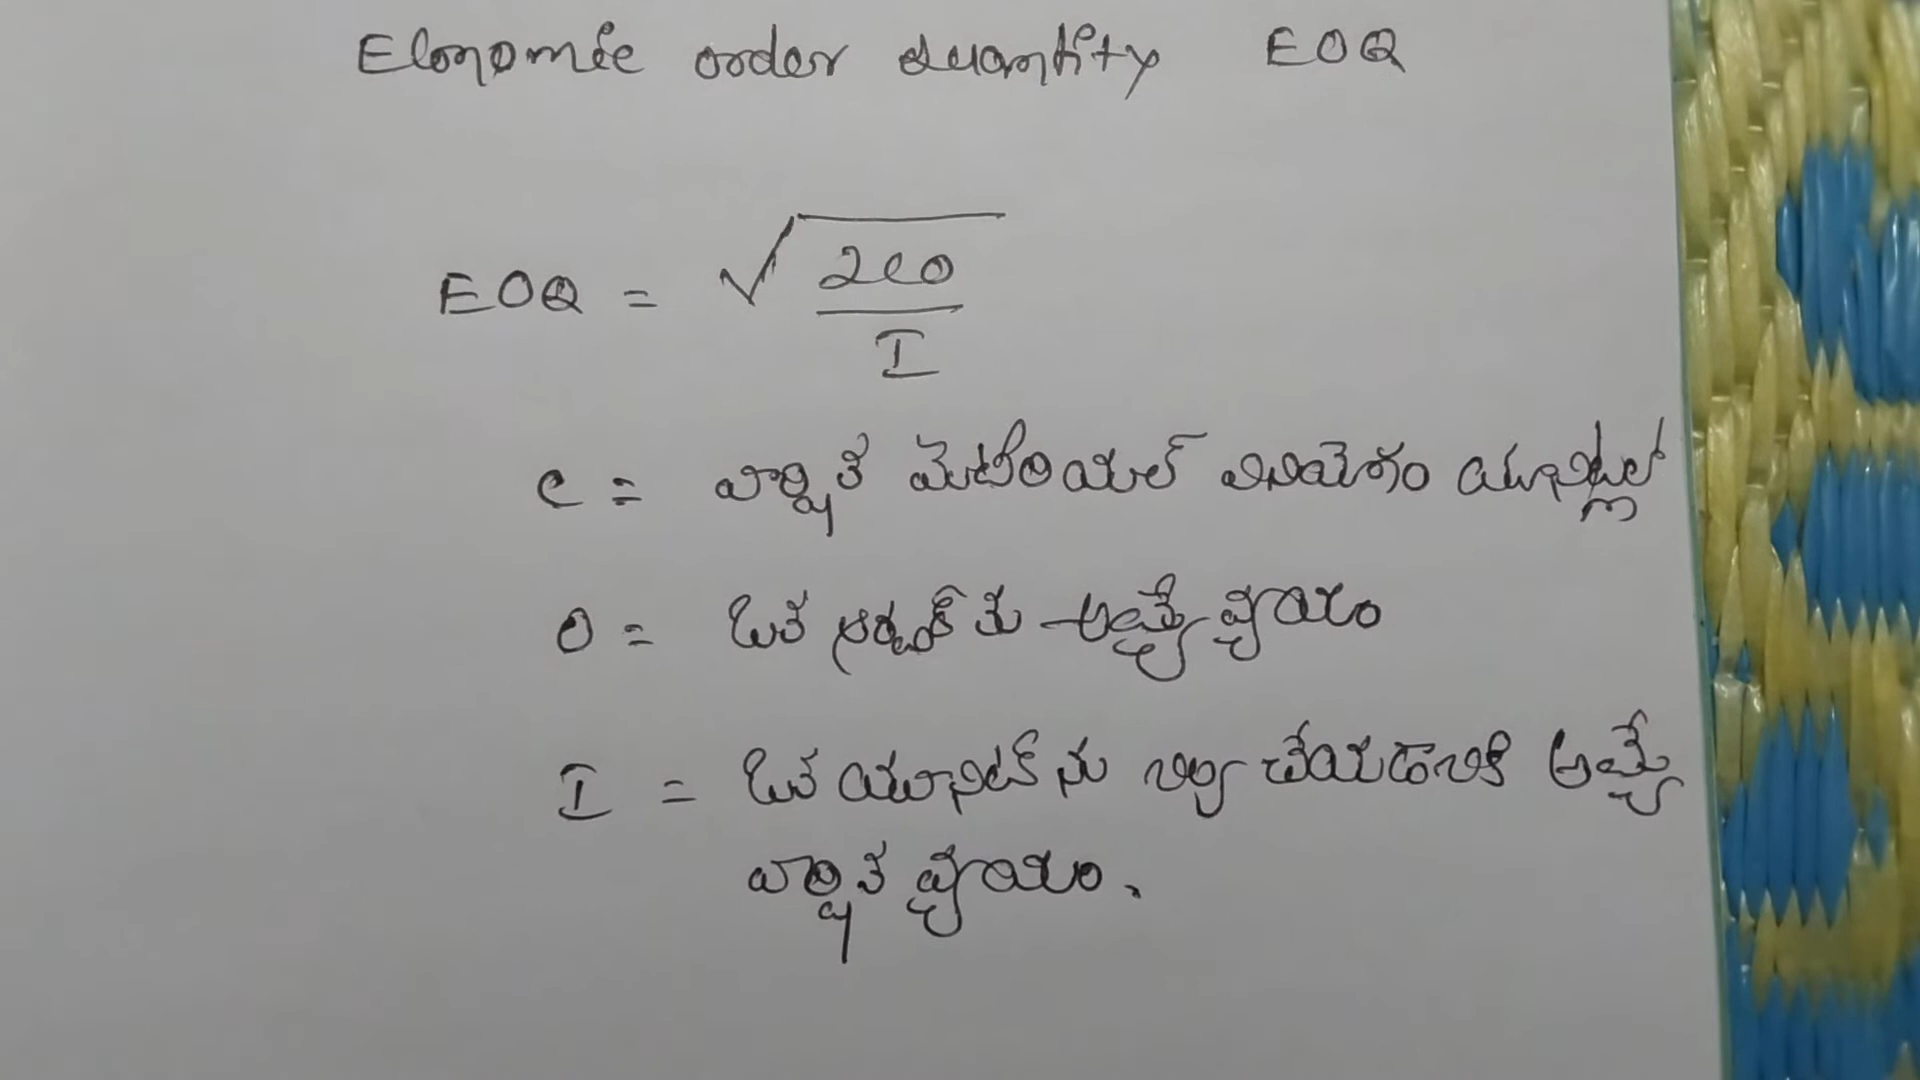 Economic order quantity EOQ
EOQ = √ 2CO
I
C = వార్షిక మెటీరియల్ వినియోగం యూనిట్లల్
O = ఒక ఆర్డర్ కు అయ్యే వ్యయం
I = ఒక యూనిట్ ను నిల్వ చేయడానికి అయ్యే
వార్షిక వ్యయం.